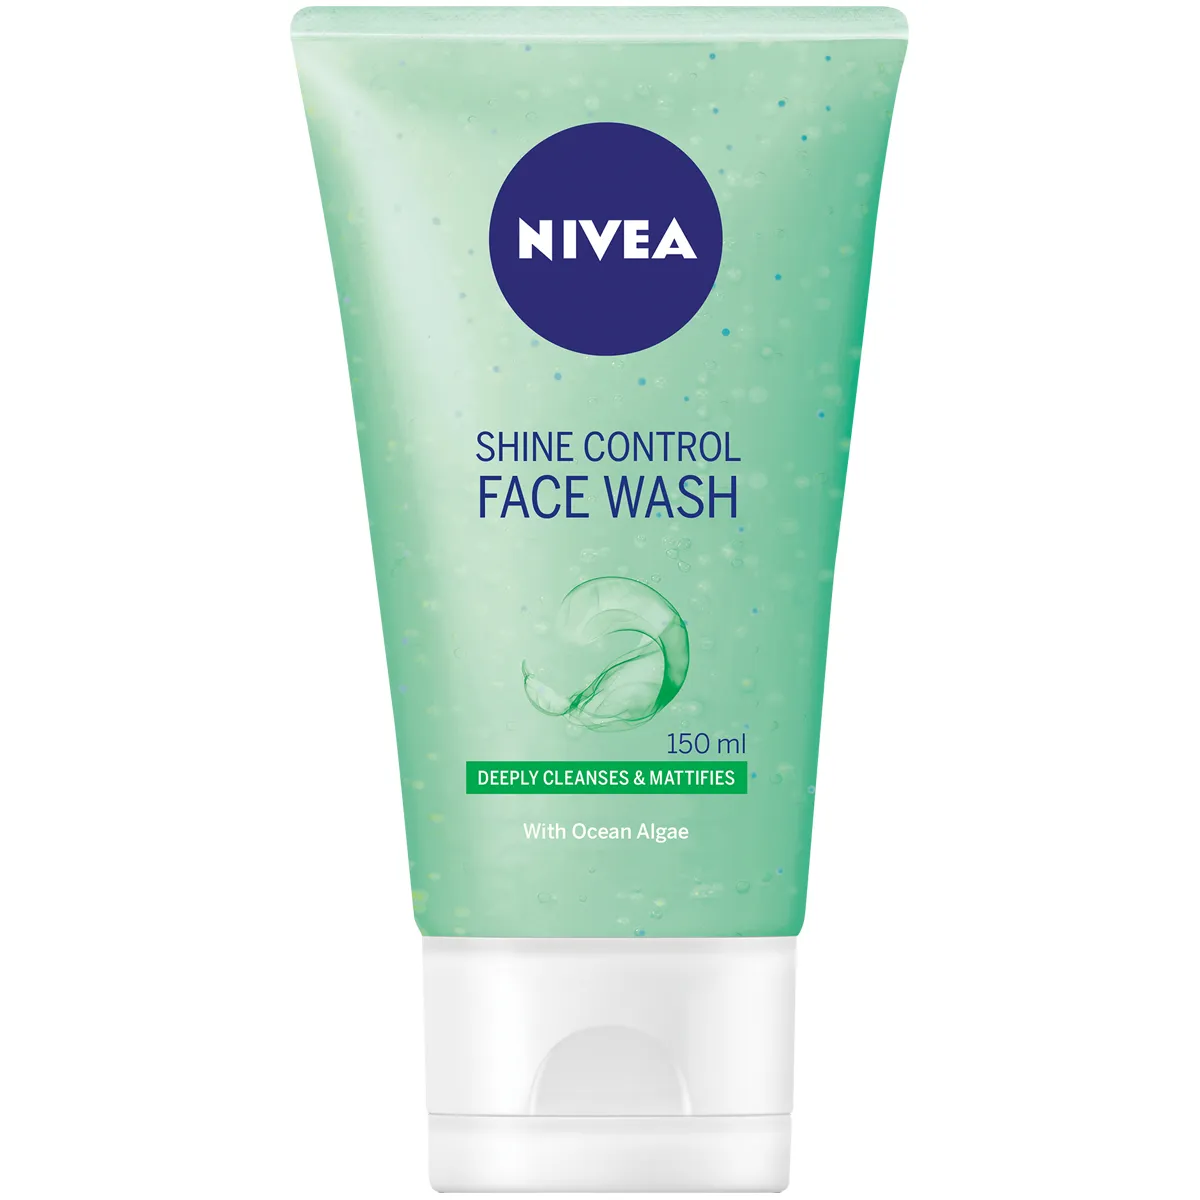 NIVEA
SHINE CONTROL
FACE WASH
150 ml
DEEPLY CLEANSES & MATTIFIES
With Ocean Algae